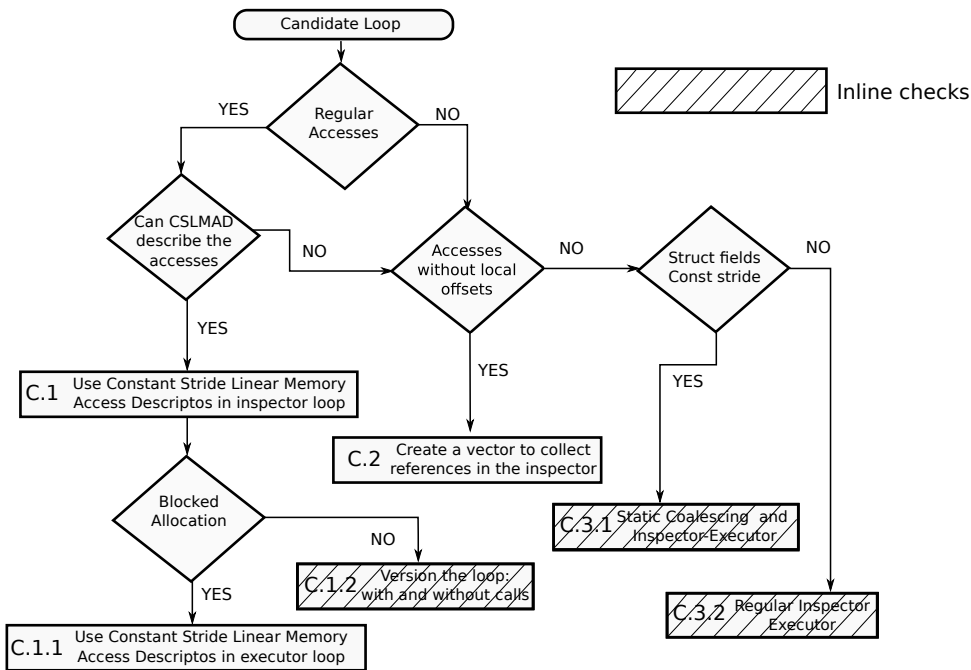 Candidate Loop
YES
Regular
Accesses
NO
Inline checks
Can CSLMAD
describe the
accesses
NO
Accesses
without local
offsets
NO
Struct fields
Const stride
NO
YES
YES
YES
C.1
Use Constant Stride Linear Memory
Access Descriptos in inspector loop
C.2
Create a vector to collect
references in the inspector
Blocked
Allocation
NO
C.3.1
Static Coalescing and
Inspector-Executor
YES
C.1.2
Version the loop:
with and without calls
C.3.2
Regular Inspector
Executor
C.1.1
Use Constant Stride Linear Memory
Access Descriptos in executor loop